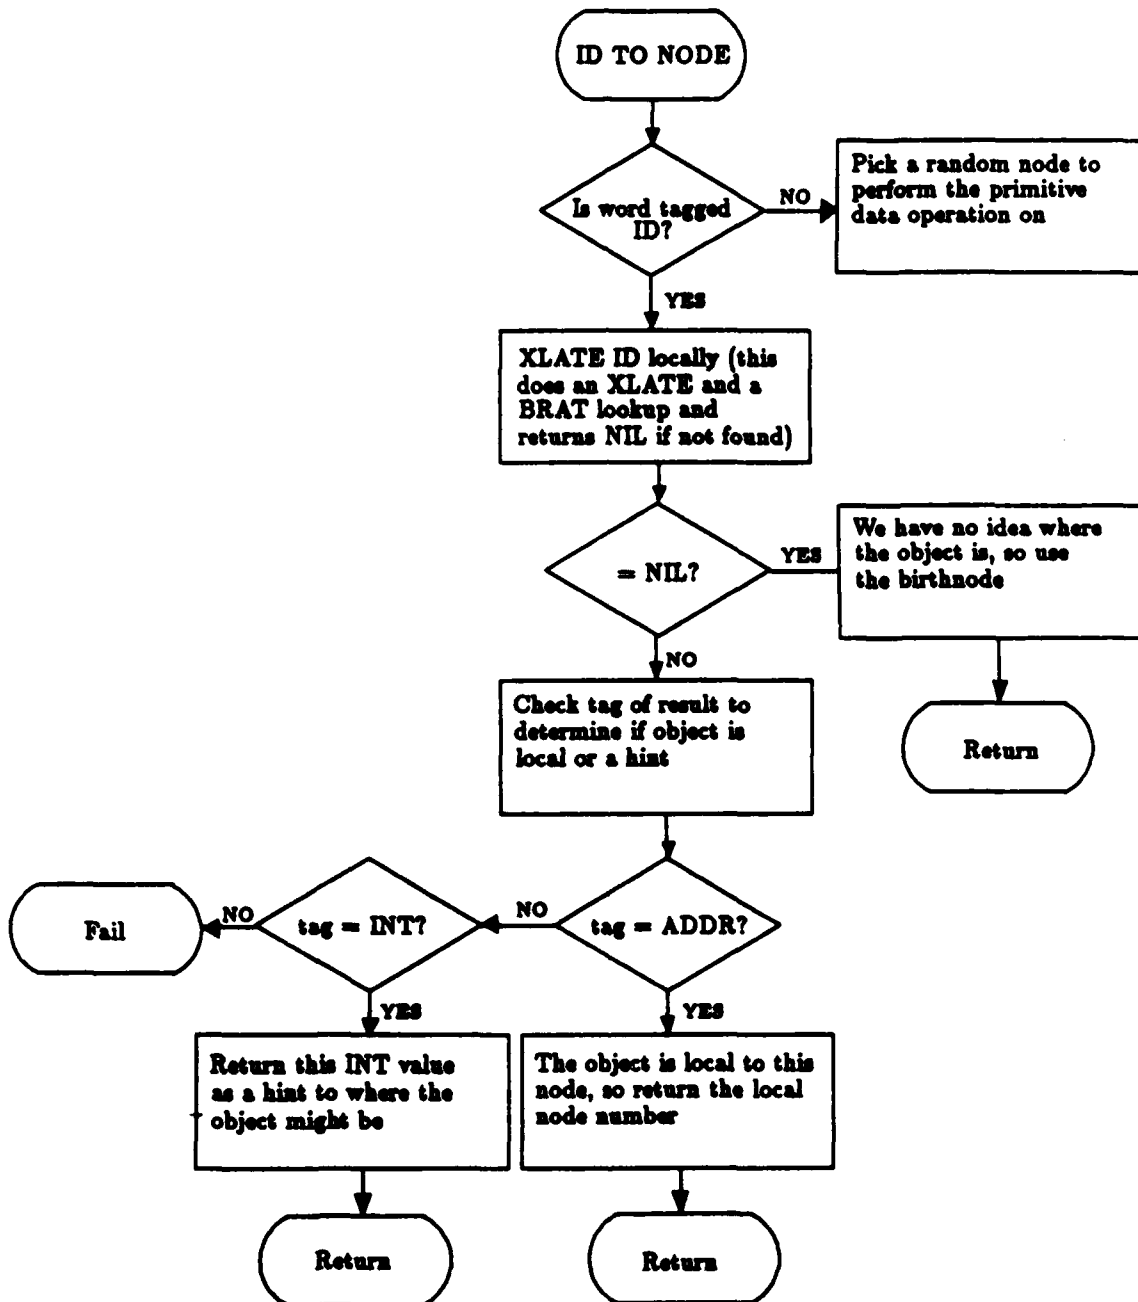 ID TO NODE
Is word tagged
ID?
NO
Pick a random node to
perform the primitive
data operation on
YES
XLATE ID locally (this
does an XLATE and a
BRAT lookup and
returns NIL if not found)
= NIL?
YES
We have no idea where
the object is, so use
the birthnode
Return
NO
Check tag of result to
determine if object is
local or a hint
tag = ADDR?
NO
tag = INT?
NO
Fail
YES
Return this INT value
as a hint to where the
object might be
Return
YES
The object is local to this
node, so return the local
node number
Return